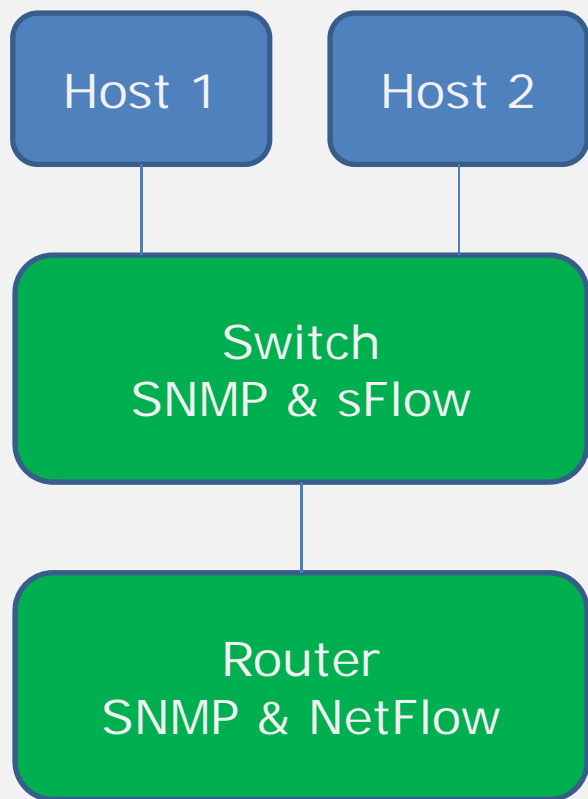 Host 1
Host 2
Switch
SNMP & sFlow
Router
SNMP & NetFlow